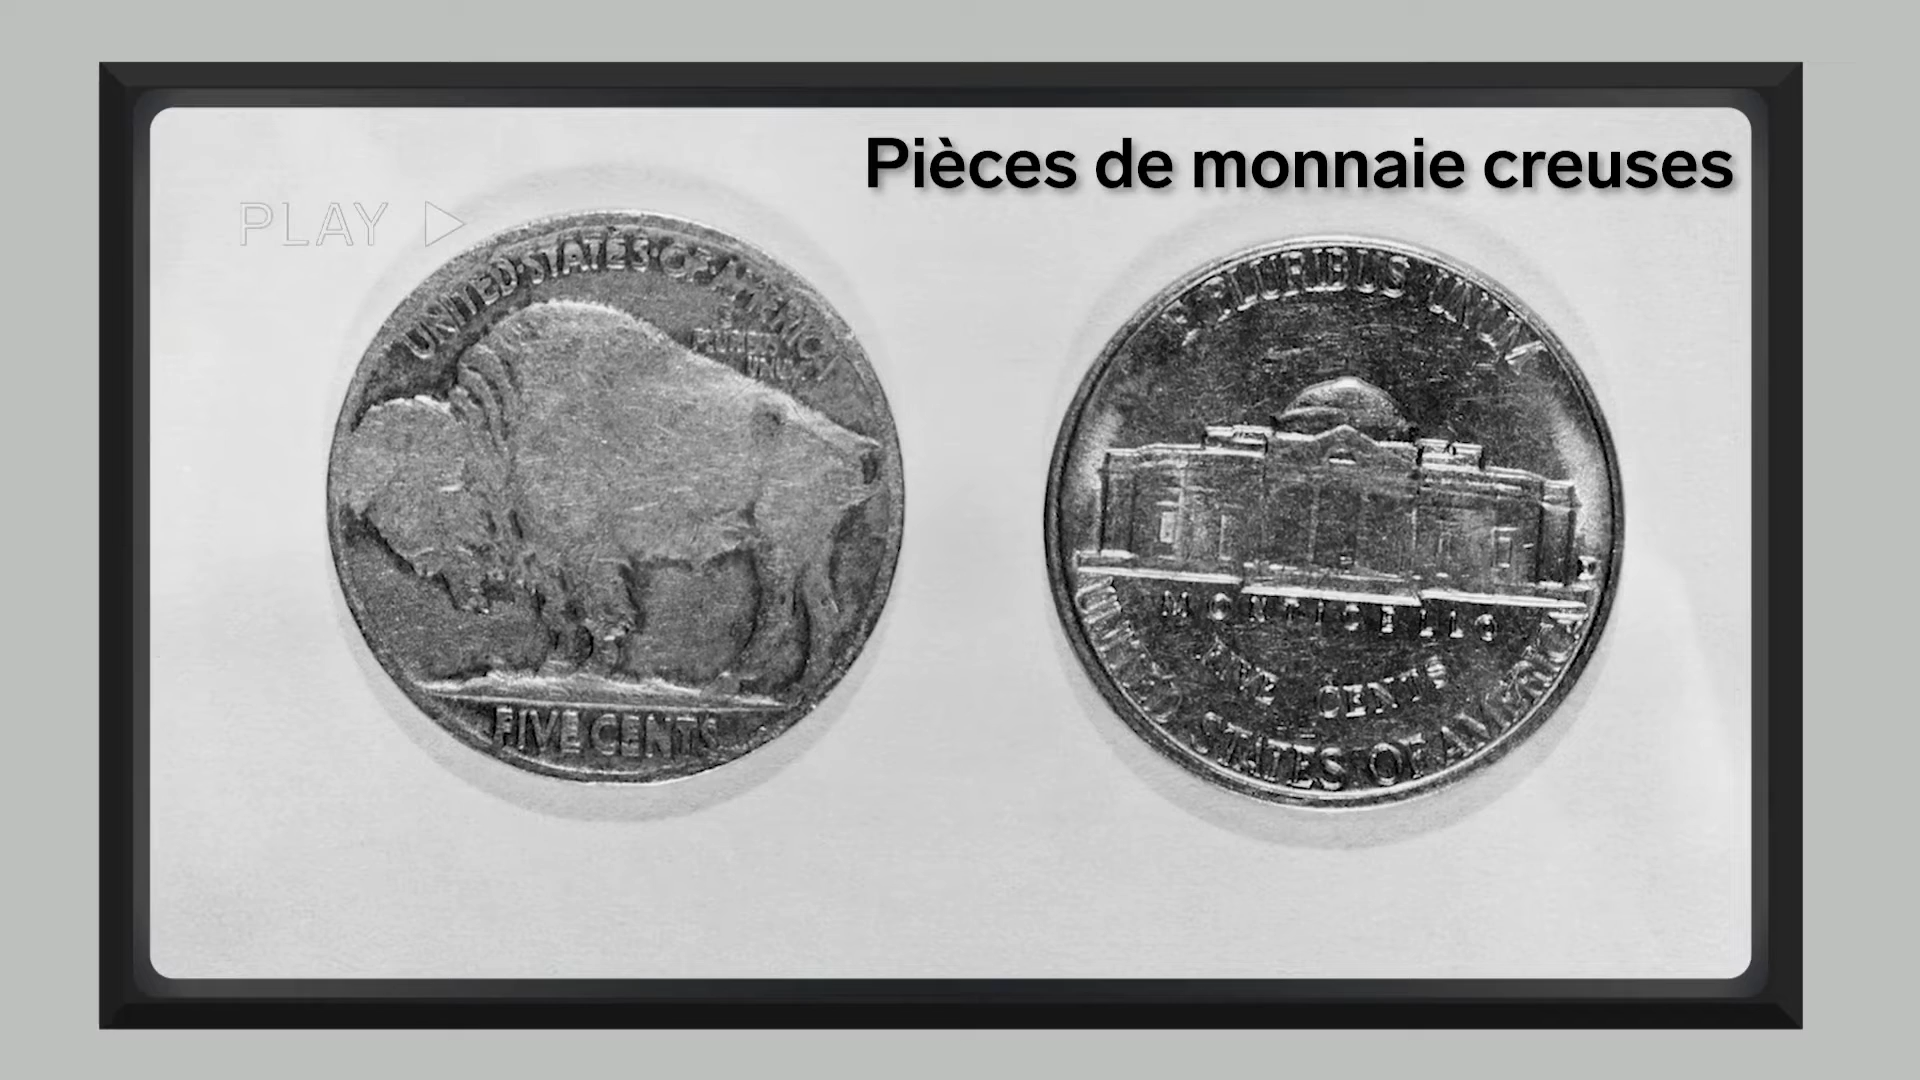 Pièces de monnaie creuses
PLAY
UNITED STATES OF AMERICA
FIVE CENTS
E PLURIBUS UNUM
MONTICELLO
FIVE CENTS
UNITED STATES OF AMERICA